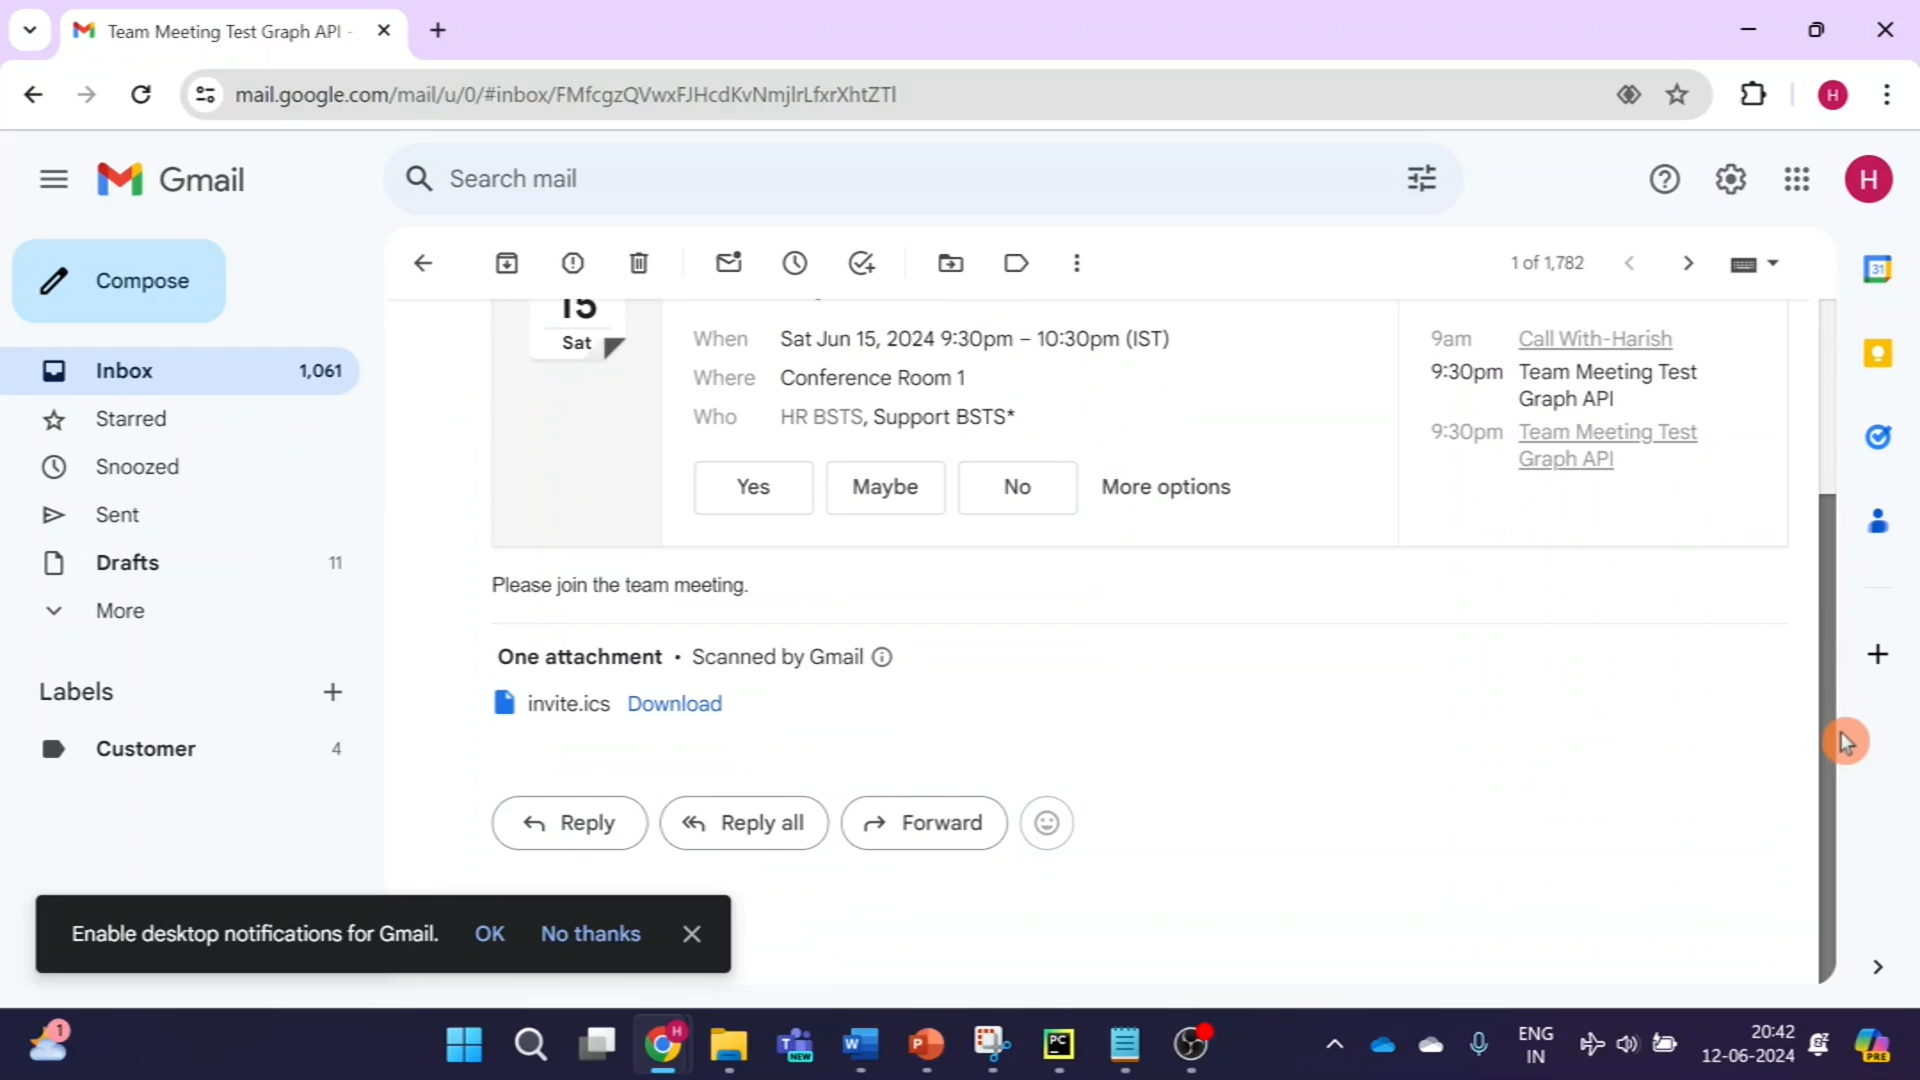 Team Meeting Test Graph API -
mail.google.com/mail/u/0/#inbox/FMfcgzQVwxFJHcdKvNmjlrLfxrXhtZTl
H
Gmail
Search mail
H
Compose
1 of 1,782
31
Inbox 1,061
Starred
Snoozed
Sent
Drafts 11
More
Labels
Customer 4
15
Sat
When Sat Jun 15, 2024 9:30pm – 10:30pm (IST)
Where Conference Room 1
Who HR BSTS, Support BSTS*
Yes
Maybe
No
More options
9am Call With-Harish
9:30pm Team Meeting Test
Graph API
9:30pm Team Meeting Test
Graph API
Please join the team meeting.
One attachment • Scanned by Gmail
invite.ics Download
Reply
Reply all
Forward
Enable desktop notifications for Gmail. OK No thanks
1
H
T
NEW
W
P
PC
ENG
IN
20:42
12-06-2024
PRE